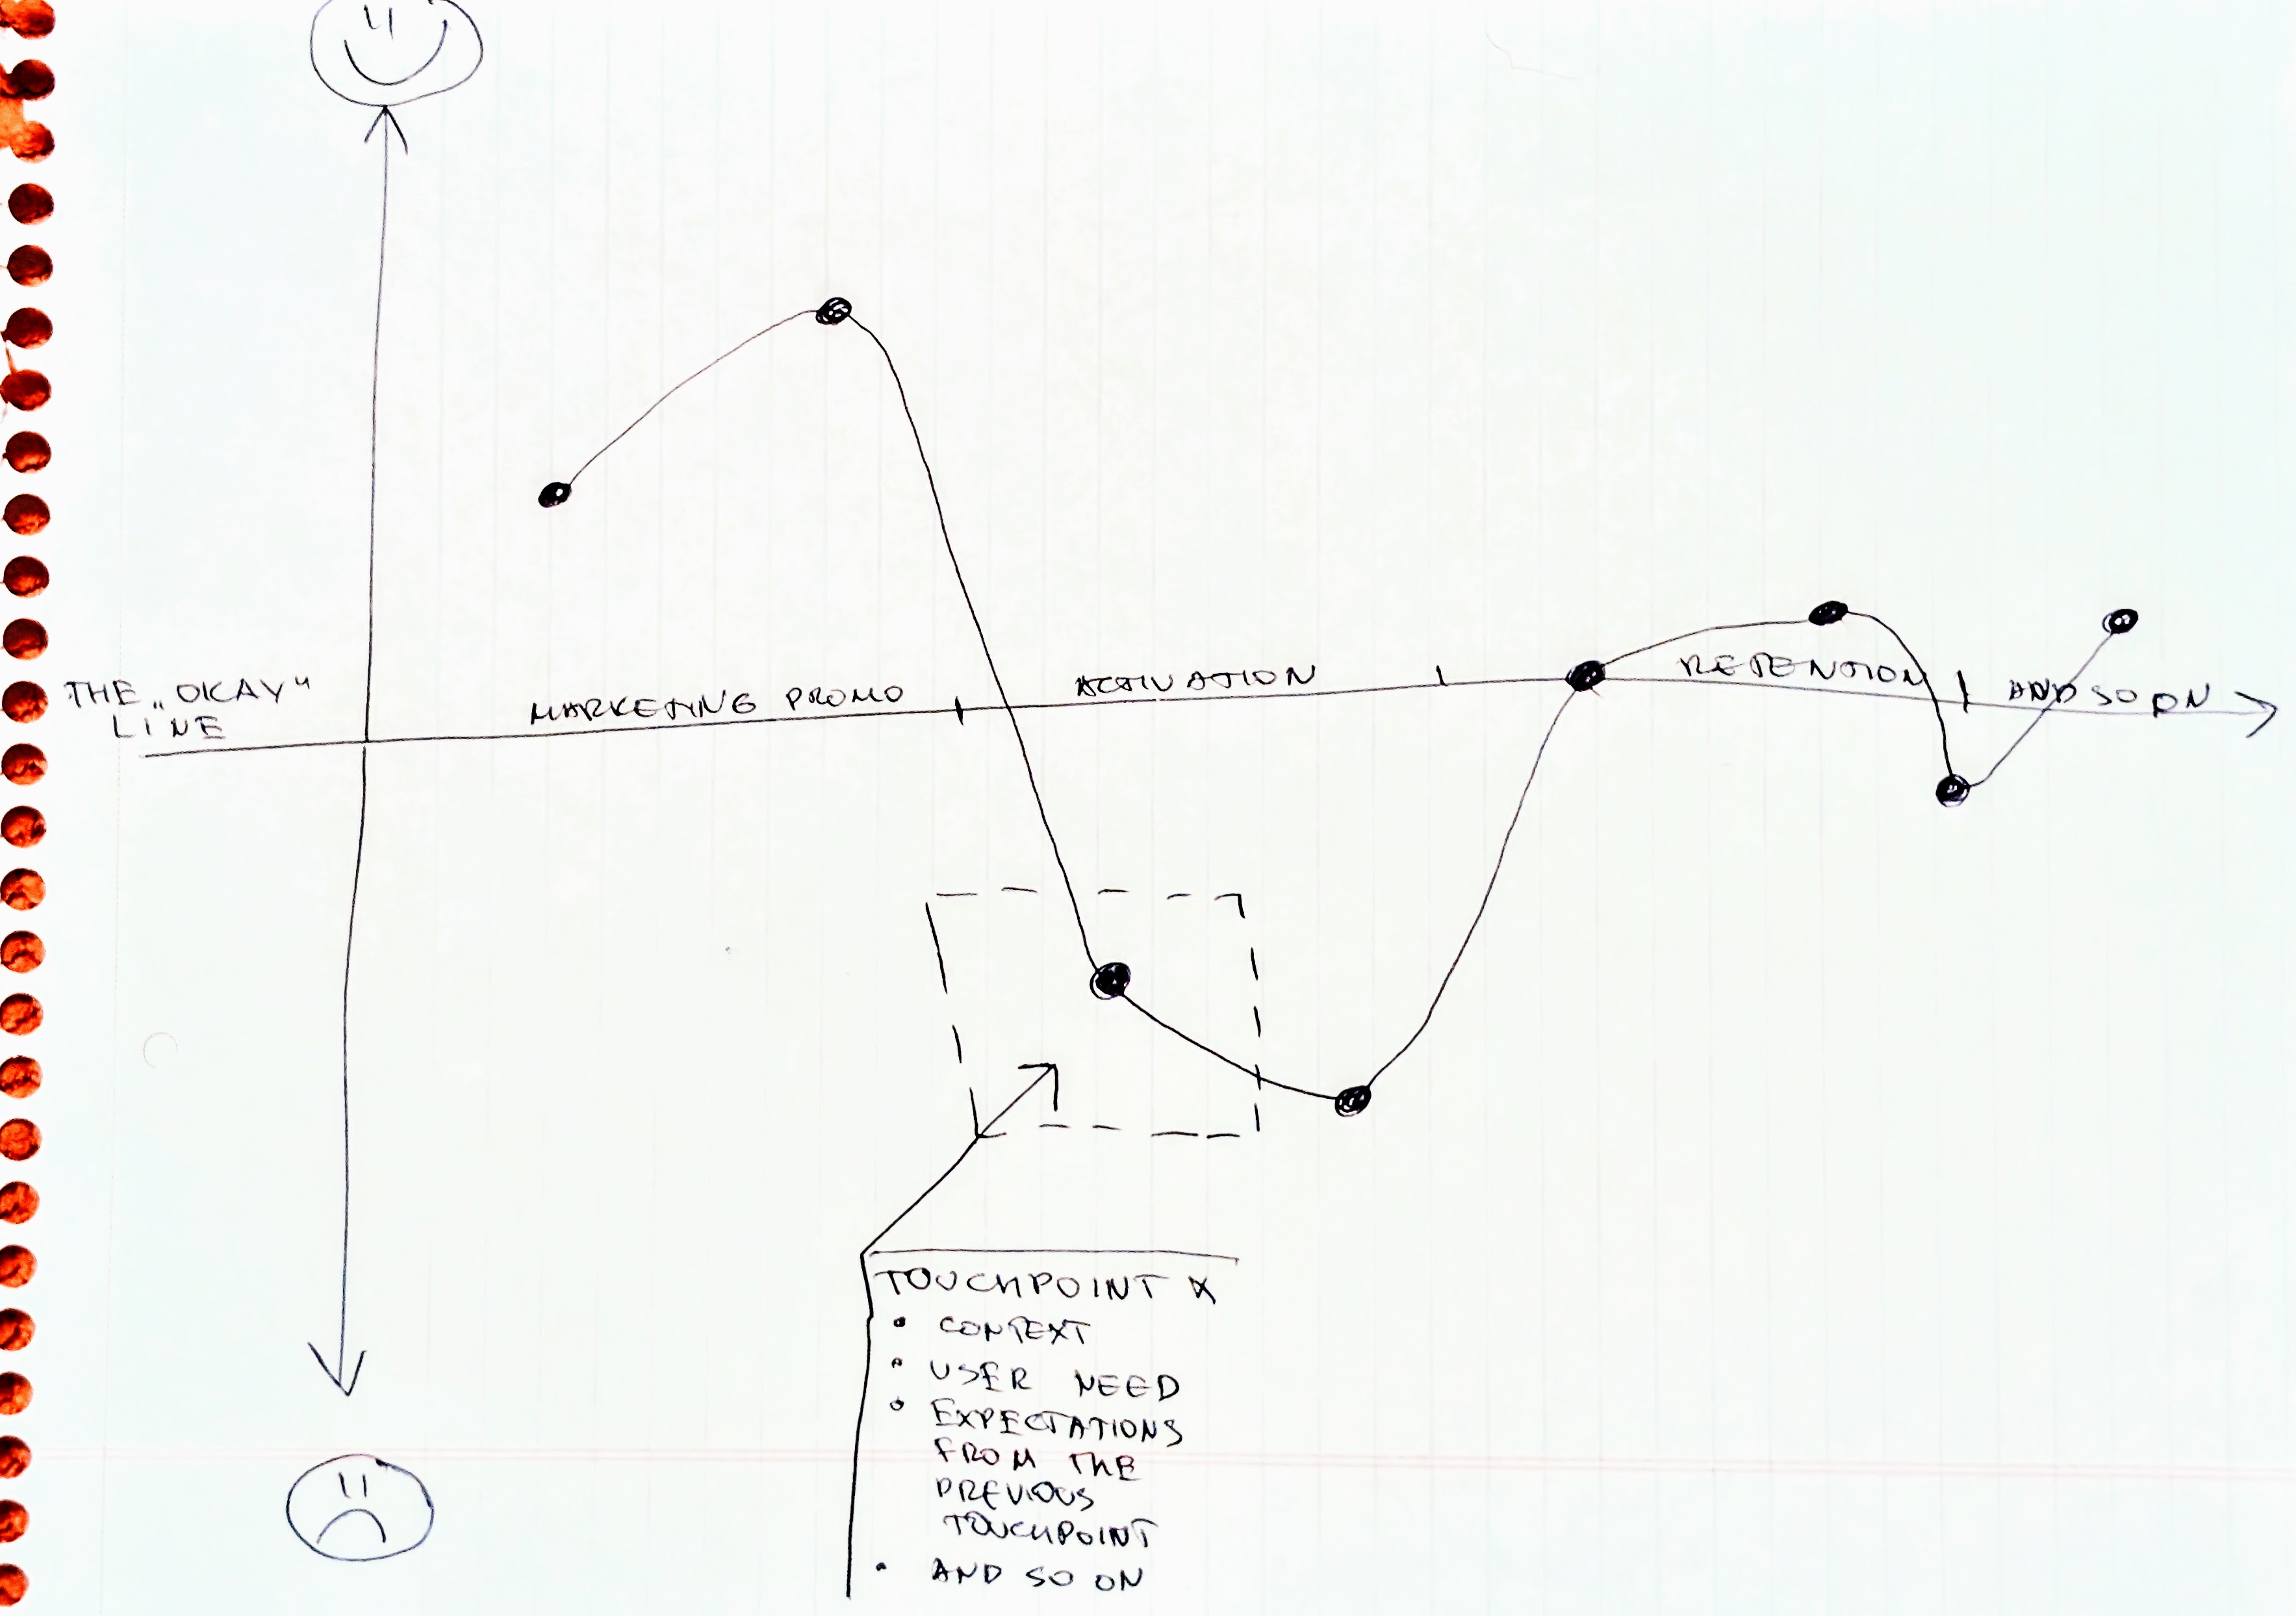 THE „OKAY"
LINE
MARKETING PROMO
ACTIVATION
RETENTION
AND SO ON
TOUCHPOINT X
• CONTEXT
• USER NEED
• EXPECTATIONS
FROM THE
PREVIOUS
TOUCHPOINT
• AND SO ON